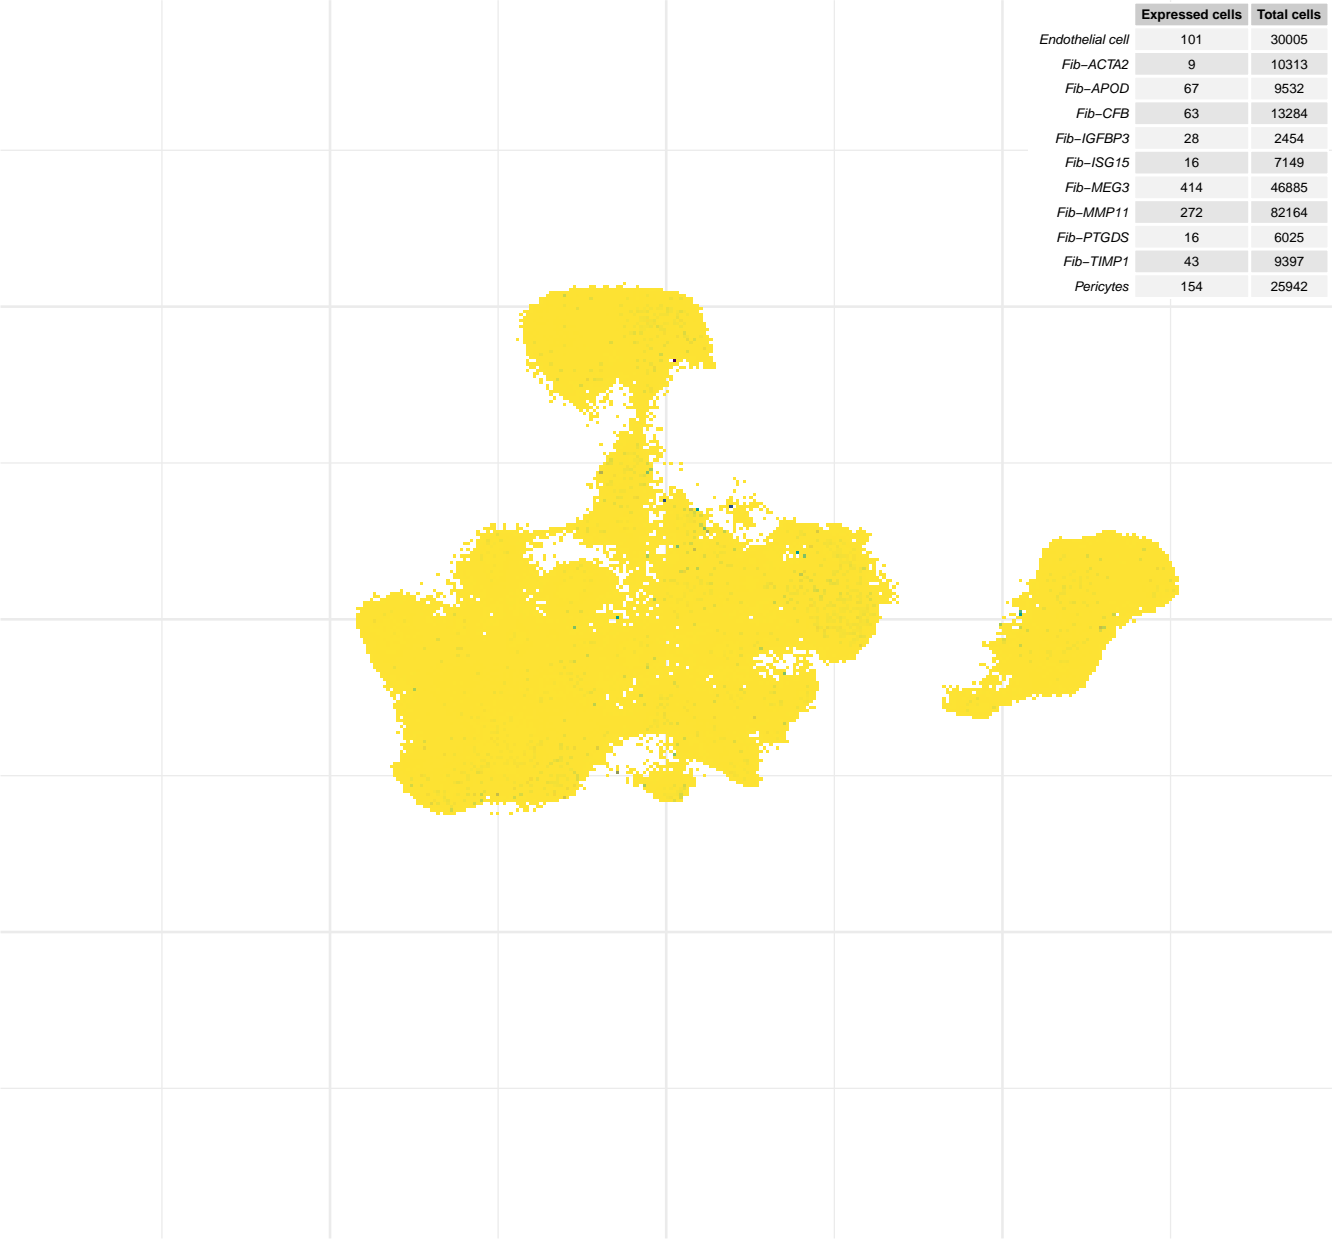 Expressed cells Total cells
Endothelial cell 101 30005
Fib−ACTA2 9 10313
Fib−APOD 67 9532
Fib−CFB 63 13284
Fib−IGFBP3 28 2454
Fib−ISG15 16 7149
Fib−MEG3 414 46885
Fib−MMP11 272 82164
Fib−PTGDS 16 6025
Fib−TIMP1 43 9397
Pericytes 154 25942